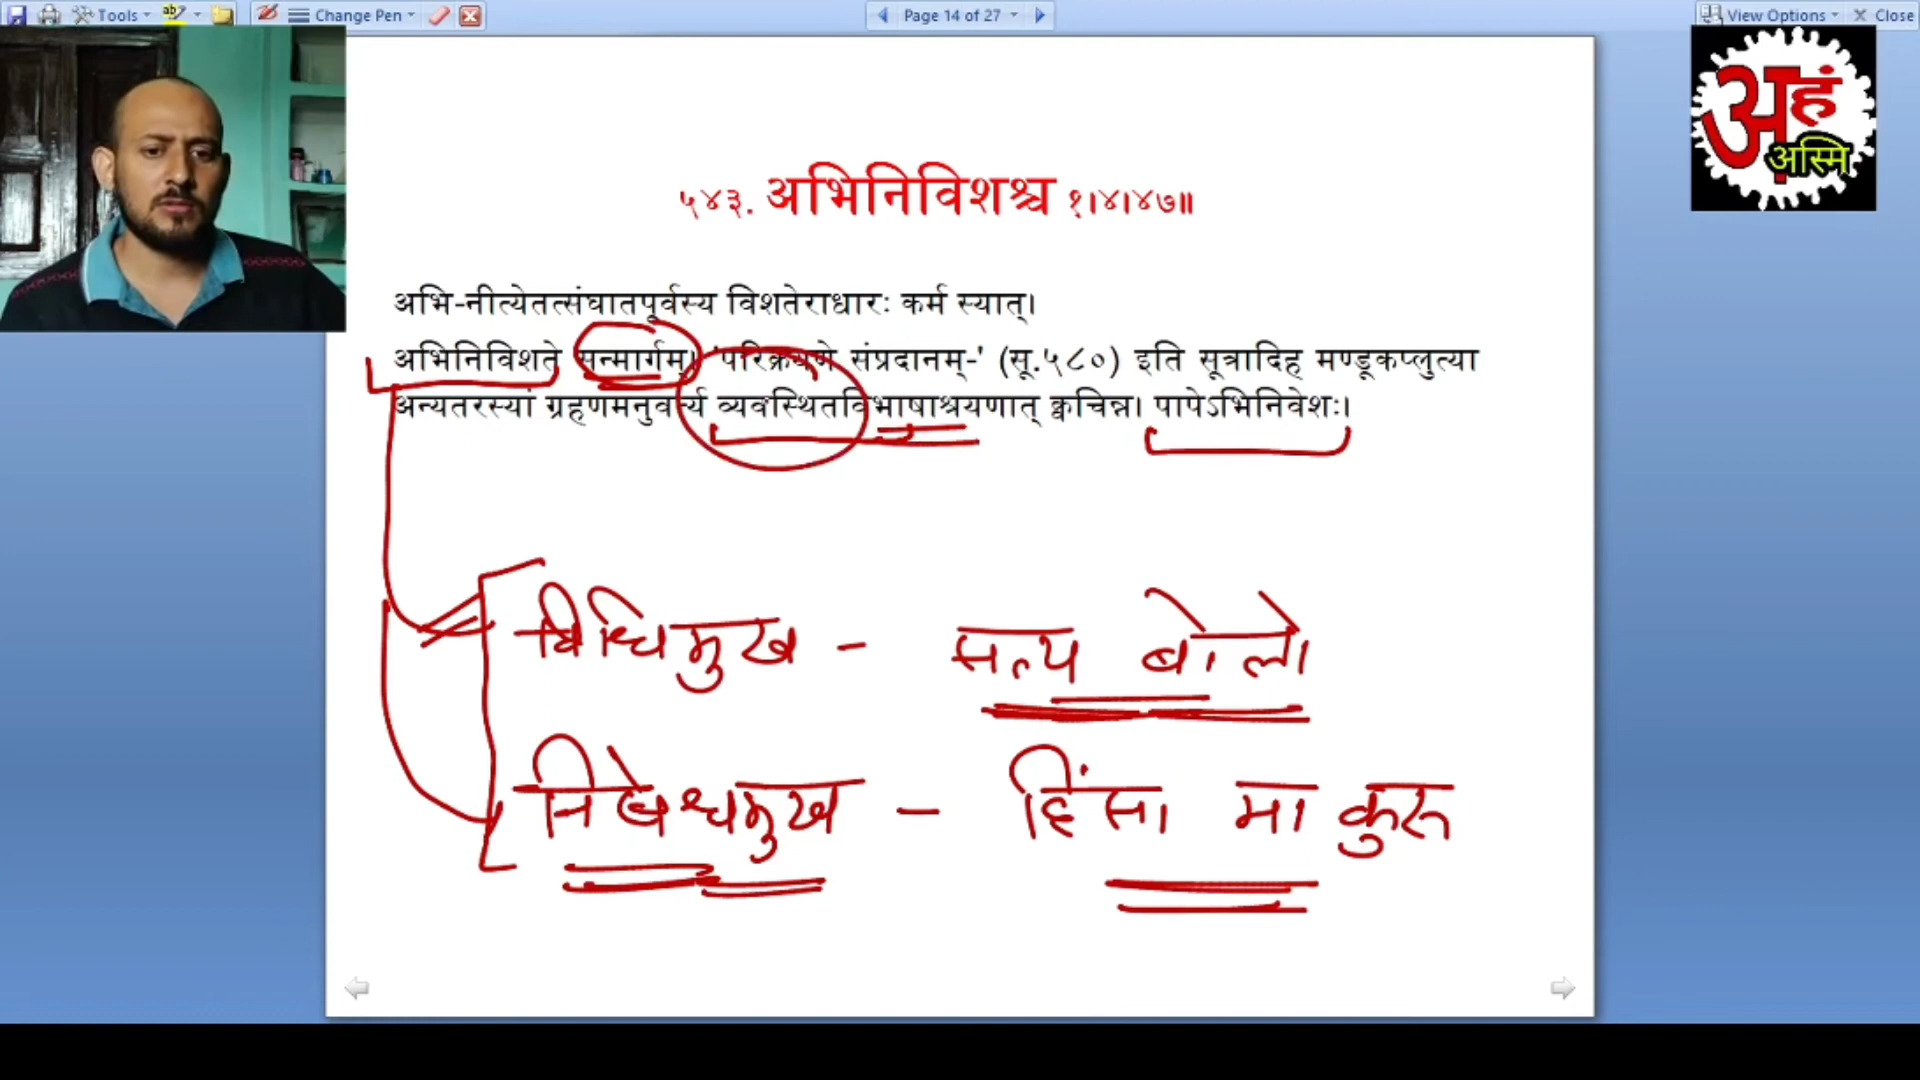 Tools
Change Pen
Page 14 of 27
View Options
Close
अहं
अस्मि
५४३. अभिनिविशश्च १।४।४७॥
अभि-नीत्येतत्संघातपूर्वस्य विशतेराधारः कर्म स्यात्।
अभिनिविशते सन्मार्गम्। 'परिक्रयणे संप्रदानम्-' (सू.५८०) इति सूत्रादिह मण्डूकप्लुत्या
अन्यतरस्यां ग्रहणमनुवर्त्य व्यवस्थितविभाषाश्रयणात् क्वचिन्न। पापेऽभिनिवेशः।
विधिमुख - सत्य बोलो
निषेधमुख - हिंसा मा कुरु